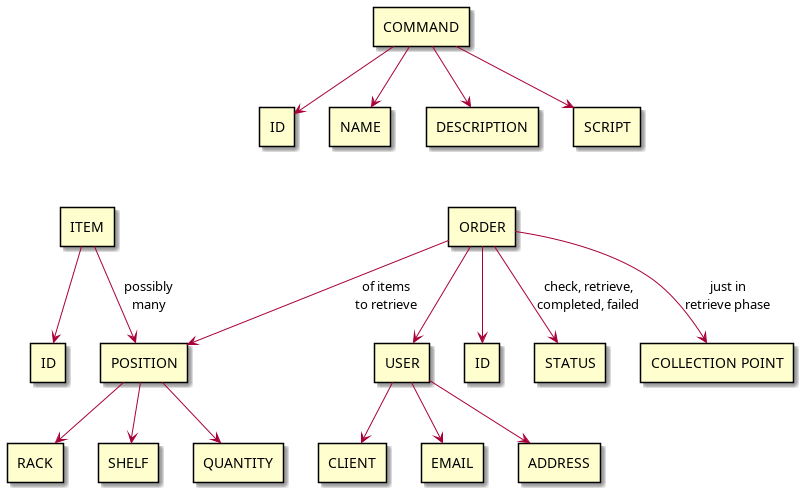 COMMAND
ID
NAME
DESCRIPTION
SCRIPT
ITEM
ORDER
possibly
many
of items
to retrieve
check, retrieve,
completed, failed
just in
retrieve phase
ID
POSITION
USER
ID
STATUS
COLLECTION POINT
RACK
SHELF
QUANTITY
CLIENT
EMAIL
ADDRESS